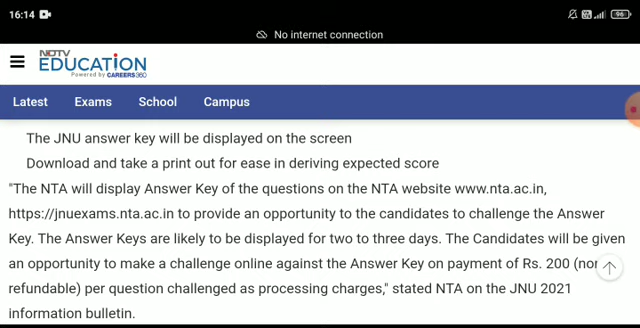 16:14
96
No internet connection
NDTV
EDUCATION
Powered by CAREERS360
Latest Exams School Campus
The JNU answer key will be displayed on the screen
Download and take a print out for ease in deriving expected score
"The NTA will display Answer Key of the questions on the NTA website www.nta.ac.in,
https://jnuexams.nta.ac.in to provide an opportunity to the candidates to challenge the Answer
Key. The Answer Keys are likely to be displayed for two to three days. The Candidates will be given
an opportunity to make a challenge online against the Answer Key on payment of Rs. 200 (non
refundable) per question challenged as processing charges," stated NTA on the JNU 2021
information bulletin.